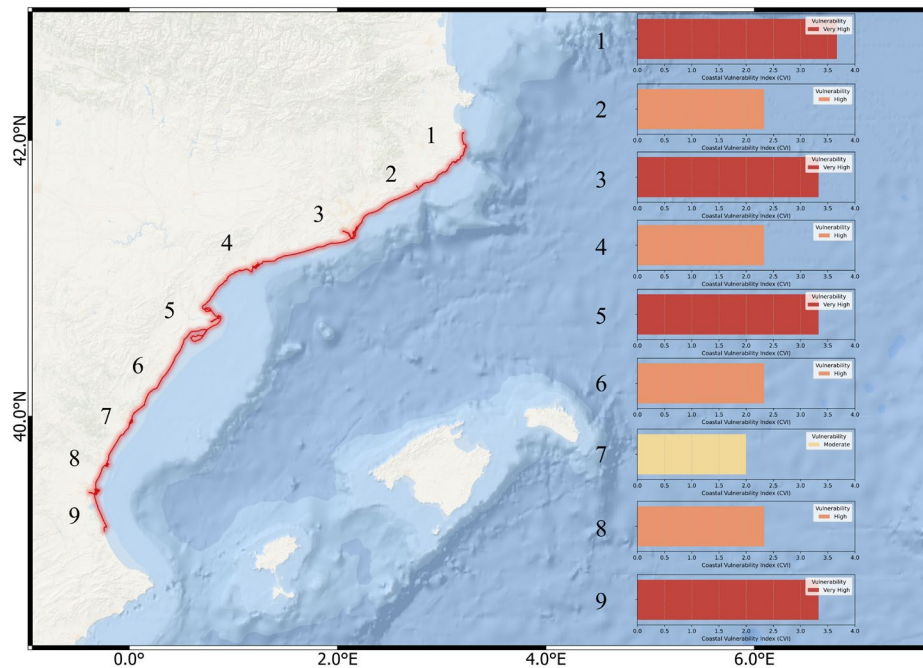 42.0°N
40.0°N
0.0°
2.0°E
4.0°E
6.0°E
1
2
3
4
5
6
7
8
9
1
Vulnerability
Very High
0.0 0.5 1.0 1.5 2.0 2.5 3.0 3.5 4.0
Coastal Vulnerability Index (CVI)
2
Vulnerability
High
0.0 0.5 1.0 1.5 2.0 2.5 3.0 3.5 4.0
Coastal Vulnerability Index (CVI)
3
Vulnerability
Very High
0.0 0.5 1.0 1.5 2.0 2.5 3.0 3.5 4.0
Coastal Vulnerability Index (CVI)
4
Vulnerability
High
0.0 0.5 1.0 1.5 2.0 2.5 3.0 3.5 4.0
Coastal Vulnerability Index (CVI)
5
Vulnerability
Very High
0.0 0.5 1.0 1.5 2.0 2.5 3.0 3.5 4.0
Coastal Vulnerability Index (CVI)
6
Vulnerability
High
0.0 0.5 1.0 1.5 2.0 2.5 3.0 3.5 4.0
Coastal Vulnerability Index (CVI)
7
Vulnerability
Moderate
0.0 0.5 1.0 1.5 2.0 2.5 3.0 3.5 4.0
Coastal Vulnerability Index (CVI)
8
Vulnerability
High
0.0 0.5 1.0 1.5 2.0 2.5 3.0 3.5 4.0
Coastal Vulnerability Index (CVI)
9
Vulnerability
Very High
0.0 0.5 1.0 1.5 2.0 2.5 3.0 3.5 4.0
Coastal Vulnerability Index (CVI)